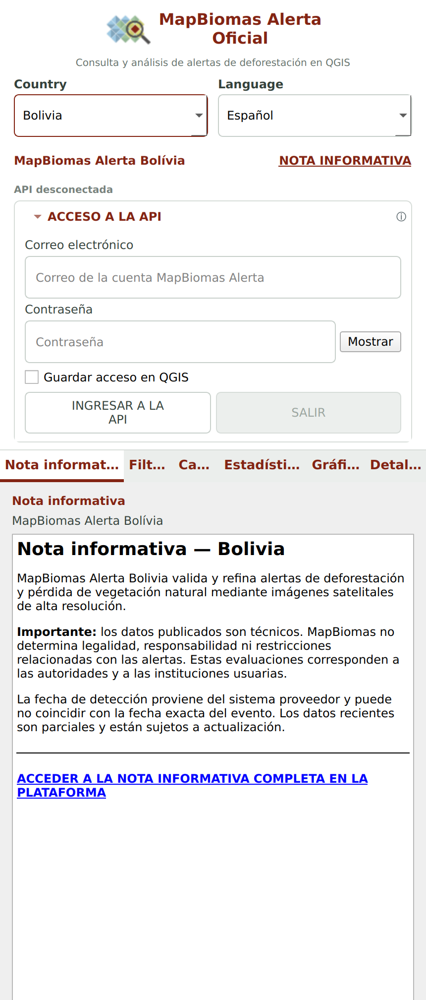 MapBiomas Alerta
Oficial
Consulta y análisis de alertas de deforestación en QGIS
Country
Language
Bolivia
Español
MapBiomas Alerta Bolívia
NOTA INFORMATIVA
API desconectada
ACCESO A LA API
Correo electrónico
Correo de la cuenta MapBiomas Alerta
Contraseña
Contraseña
Mostrar
Guardar acceso en QGIS
INGRESAR A LA
API
SALIR
Nota informat…
Filt…
Ca…
Estadísti…
Gráfi…
Detal…
Nota informativa
MapBiomas Alerta Bolívia
Nota informativa — Bolivia
MapBiomas Alerta Bolivia valida y refina alertas de deforestación
y pérdida de vegetación natural mediante imágenes satelitales
de alta resolución.
Importante: los datos publicados son técnicos. MapBiomas no
determina legalidad, responsabilidad ni restricciones
relacionadas con las alertas. Estas evaluaciones corresponden a
las autoridades y a las instituciones usuarias.
La fecha de detección proviene del sistema proveedor y puede
no coincidir con la fecha exacta del evento. Los datos recientes
son parciales y están sujetos a actualización.
ACCEDER A LA NOTA INFORMATIVA COMPLETA EN LA
PLATAFORMA